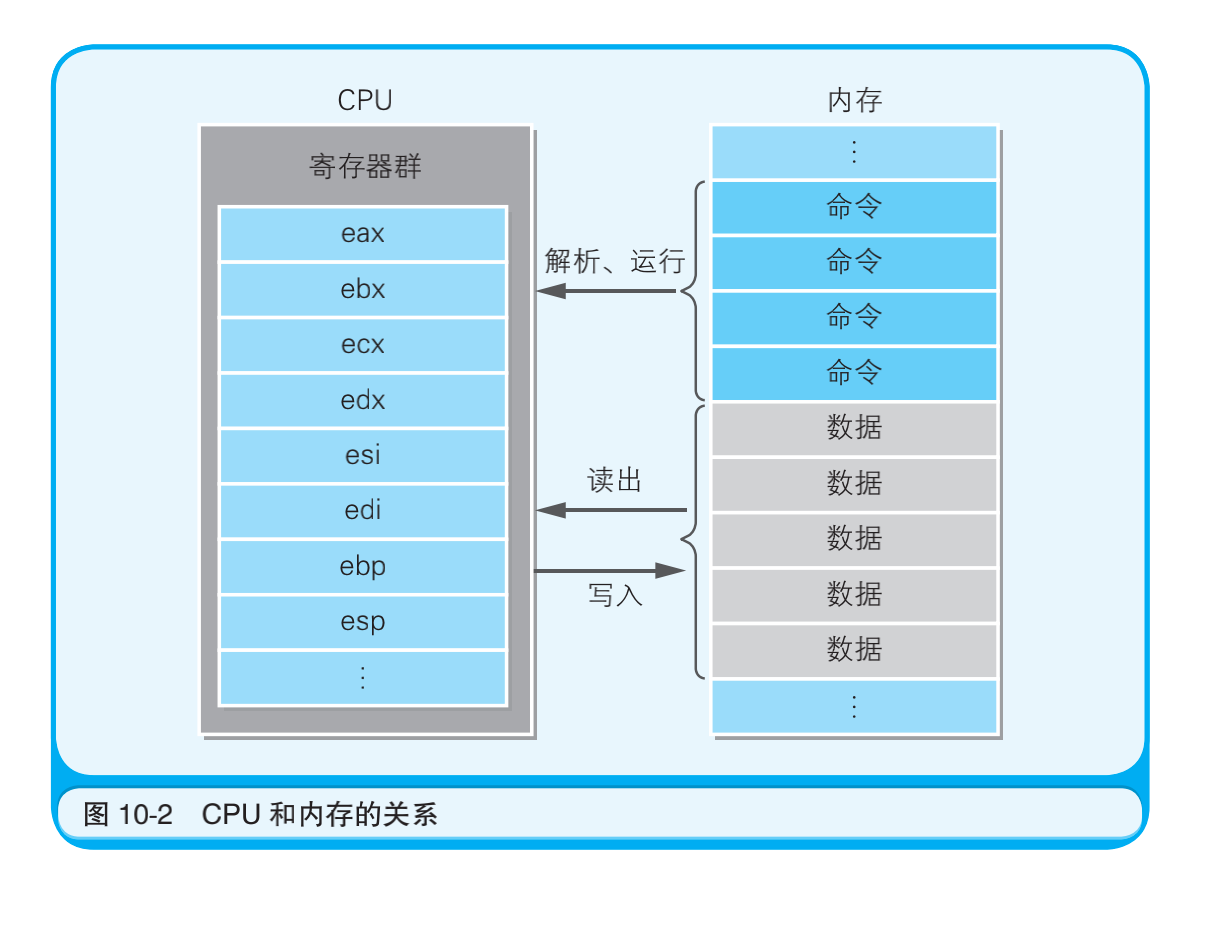 CPU
寄存器群
eax
ebx
ecx
edx
esi
edi
ebp
esp
⋮
解析、运行
读出
写入
内存
⋮
命令
命令
命令
命令
数据
数据
数据
数据
数据
⋮
图 10-2 CPU 和内存的关系